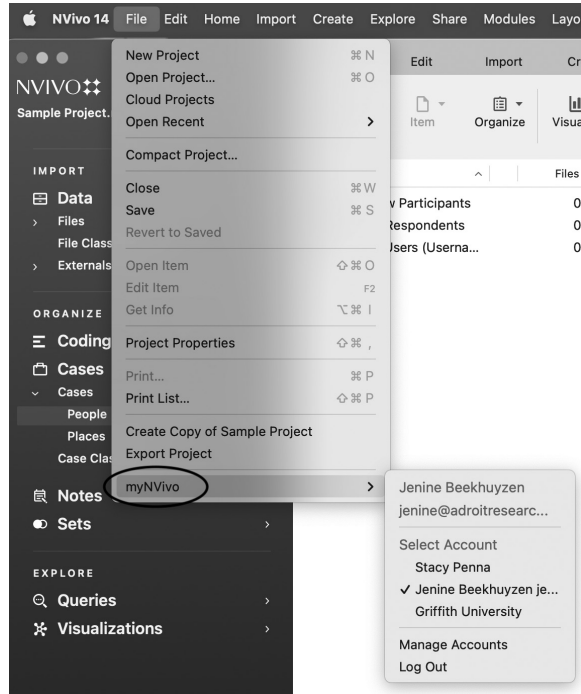 NVivo 14 File Edit Home Import Create Explore Share Modules Layo
NVIVO
Sample Project.
IMPORT
Data
Files
File Class
Externals
ORGANIZE
Coding
Cases
Cases
People
Places
Case Clas
Notes
Sets
EXPLORE
Queries
Visualizations
New Project ⌘ N
Open Project... ⌘ O
Cloud Projects
Open Recent
Compact Project...
Close ⌘ W
Save ⌘ S
Revert to Saved
Open Item ⇧ ⌘ O
Edit Item F2
Get Info ⌥ ⌘ I
Project Properties ⇧ ⌘ ,
Print... ⌘ P
Print List... ⇧ ⌘ P
Create Copy of Sample Project
Export Project
myNVivo
Edit Import Cr
Item Organize Visua
Files
w Participants 0
Respondents 0
Users (Userna... 0
Jenine Beekhuyzen
jenine@adroitresearc...
Select Account
Stacy Penna
✓ Jenine Beekhuyzen je...
Griffith University
Manage Accounts
Log Out